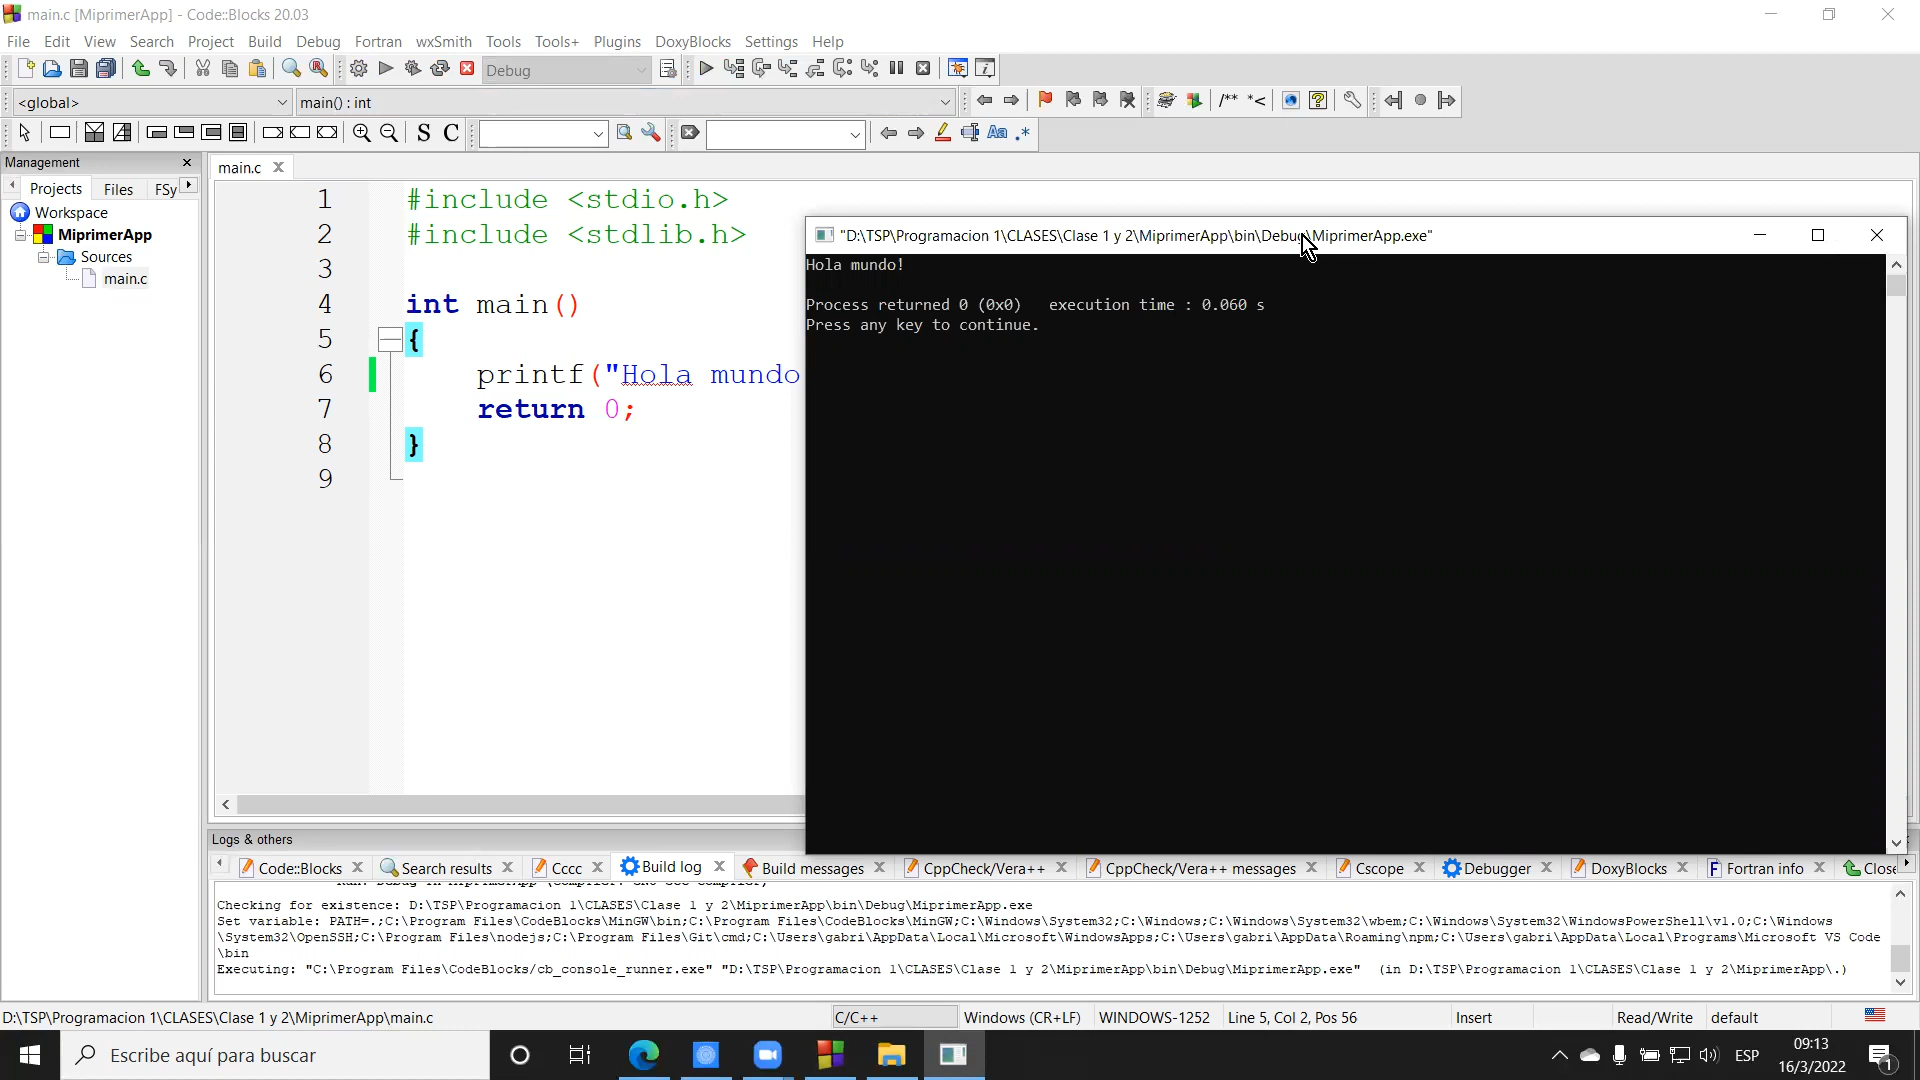 main.c [MiprimerApp] - Code::Blocks 20.03
File Edit View Search Project Build Debug Fortran wxSmith Tools Tools+ Plugins DoxyBlocks Settings Help
Debug
<global> main() : int
/** *<
S C Aa .*
Management
Projects Files FSy
main.c
Workspace
MiprimerApp
Sources
main.c
1 #include <stdio.h>
2 #include <stdlib.h>
3
4 int main()
5 {
6 printf("Hola mundo
7 return 0;
8 }
9
"D:\TSP\Programacion 1\CLASES\Clase 1 y 2\MiprimerApp\bin\Debug\MiprimerApp.exe"
Hola mundo!
Process returned 0 (0x0) execution time : 0.060 s
Press any key to continue.
Logs & others
Code::Blocks Search results Cccc Build log Build messages CppCheck/Vera++ CppCheck/Vera++ messages Cscope Debugger DoxyBlocks Fortran info Close
Checking for existence: D:\TSP\Programacion 1\CLASES\Clase 1 y 2\MiprimerApp\bin\Debug\MiprimerApp.exe
Set variable: PATH=.;C:\Program Files\CodeBlocks\MinGW\bin;C:\Program Files\CodeBlocks\MinGW;C:\Windows\System32;C:\Windows;C:\Windows\System32\wbem;C:\Windows\System32\WindowsPowerShell\v1.0;C:\Windows
\System32\OpenSSH;C:\Program Files\nodejs;C:\Program Files\Git\cmd;C:\Users\gabri\AppData\Local\Microsoft\WindowsApps;C:\Users\gabri\AppData\Roaming\npm;C:\Users\gabri\AppData\Local\Programs\Microsoft VS Code
\bin
Executing: "C:\Program Files\CodeBlocks/cb_console_runner.exe" "D:\TSP\Programacion 1\CLASES\Clase 1 y 2\MiprimerApp\bin\Debug\MiprimerApp.exe" (in D:\TSP\Programacion 1\CLASES\Clase 1 y 2\MiprimerApp\.)
D:\TSP\Programacion 1\CLASES\Clase 1 y 2\MiprimerApp\main.c C/C++ Windows (CR+LF) WINDOWS-1252 Line 5, Col 2, Pos 56 Insert Read/Write default
Escribe aquí para buscar
ESP
09:13
16/3/2022
1